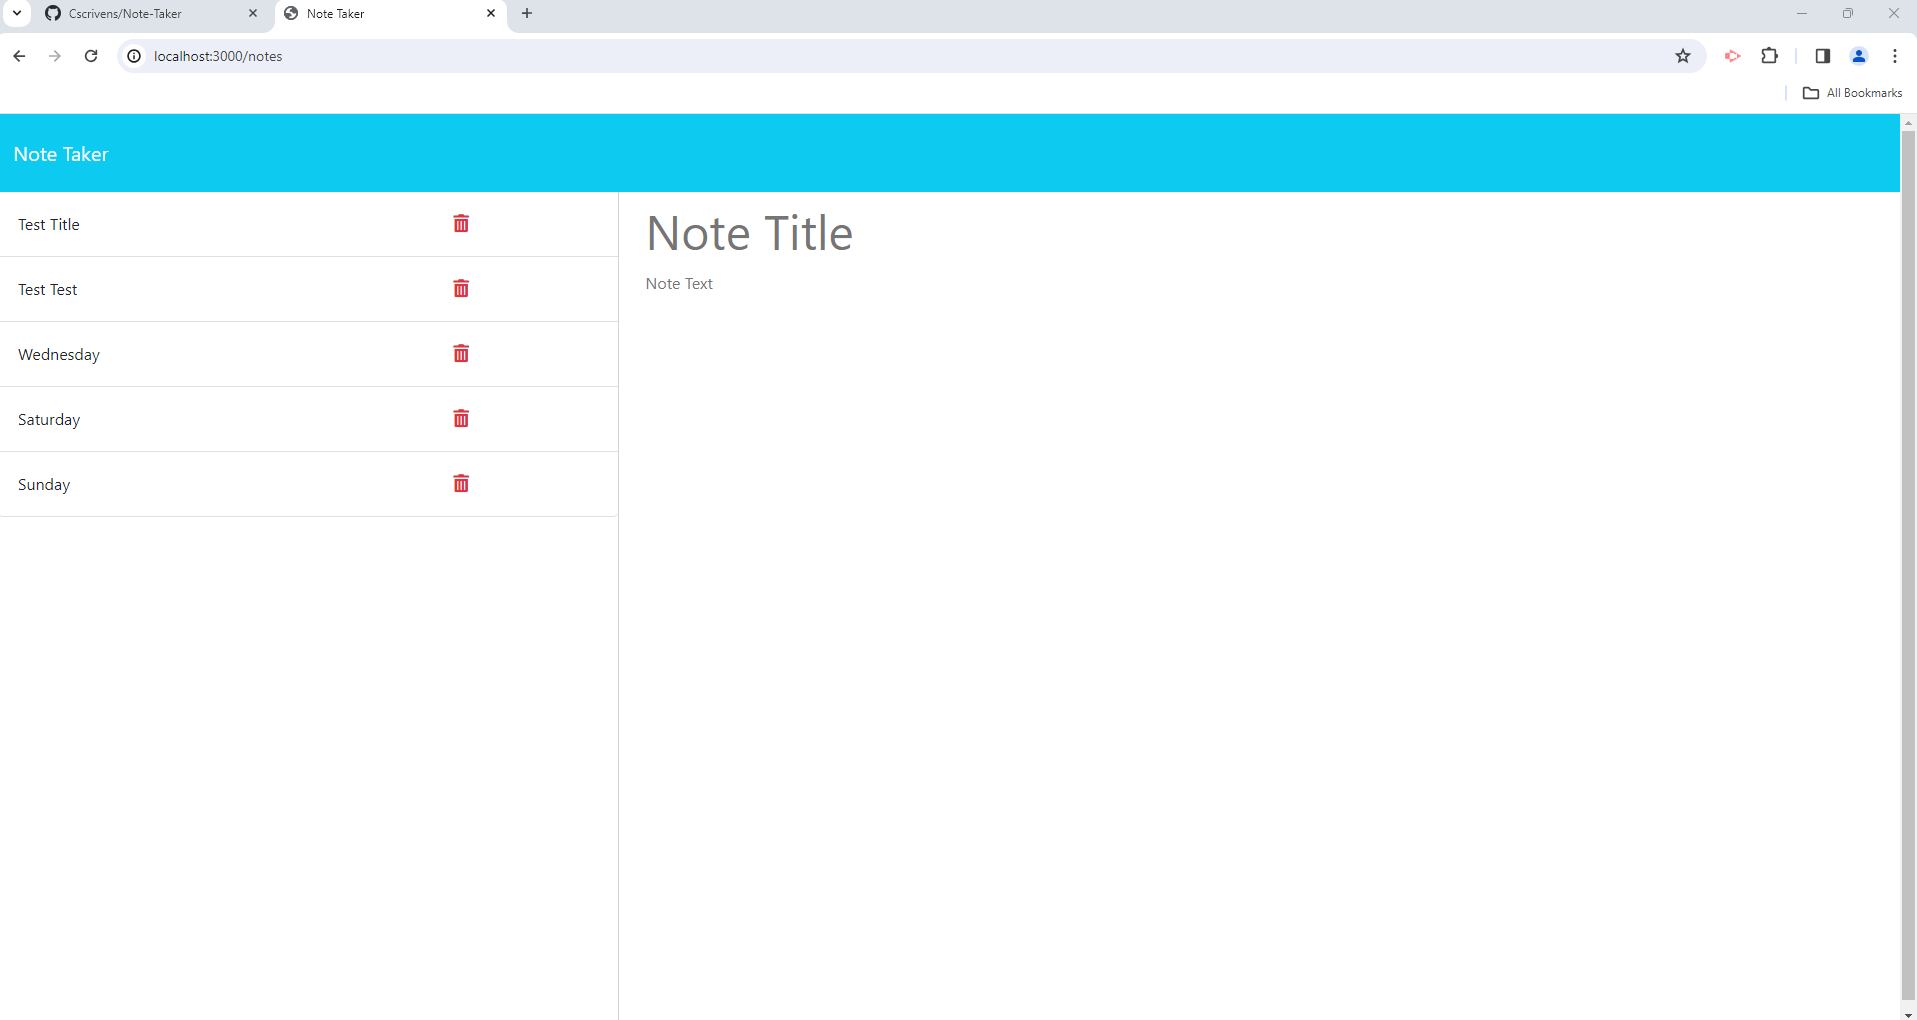 Cscrivens/Note-Taker
Note Taker
localhost:3000/notes
All Bookmarks
Note Taker
Test Title
Test Test
Wednesday
Saturday
Sunday
Note Title
Note Text